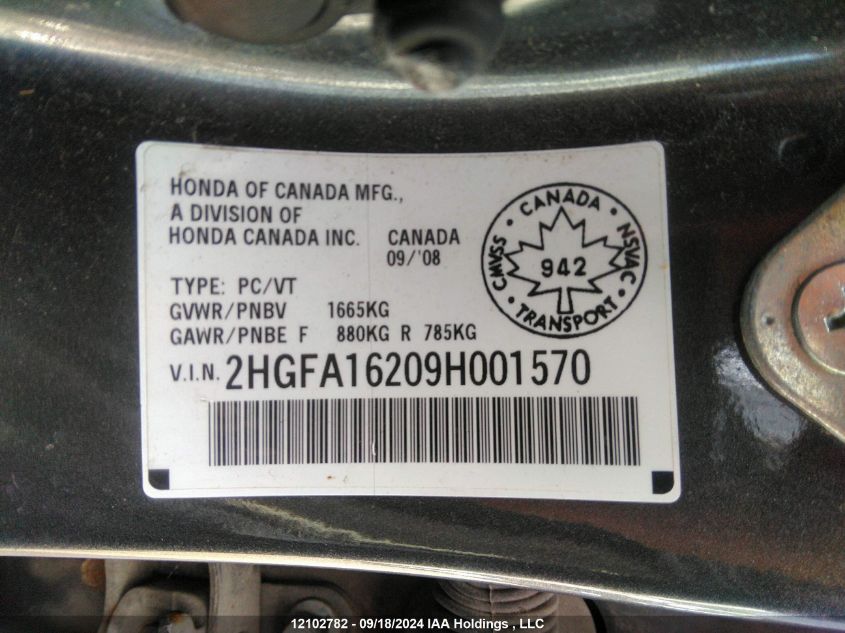 HONDA OF CANADA MFG.,
A DIVISION OF
HONDA CANADA INC. CANADA
09/'08
TYPE: PC/VT
GVWR/PNBV 1665KG
GAWR/PNBE F 880KG R 785KG
V.I.N. 2HGFA16209H001570
CANADA
CMVSS
NSVAC
942
TRANSPORT
12102782 - 09/18/2024 IAA Holdings , LLC